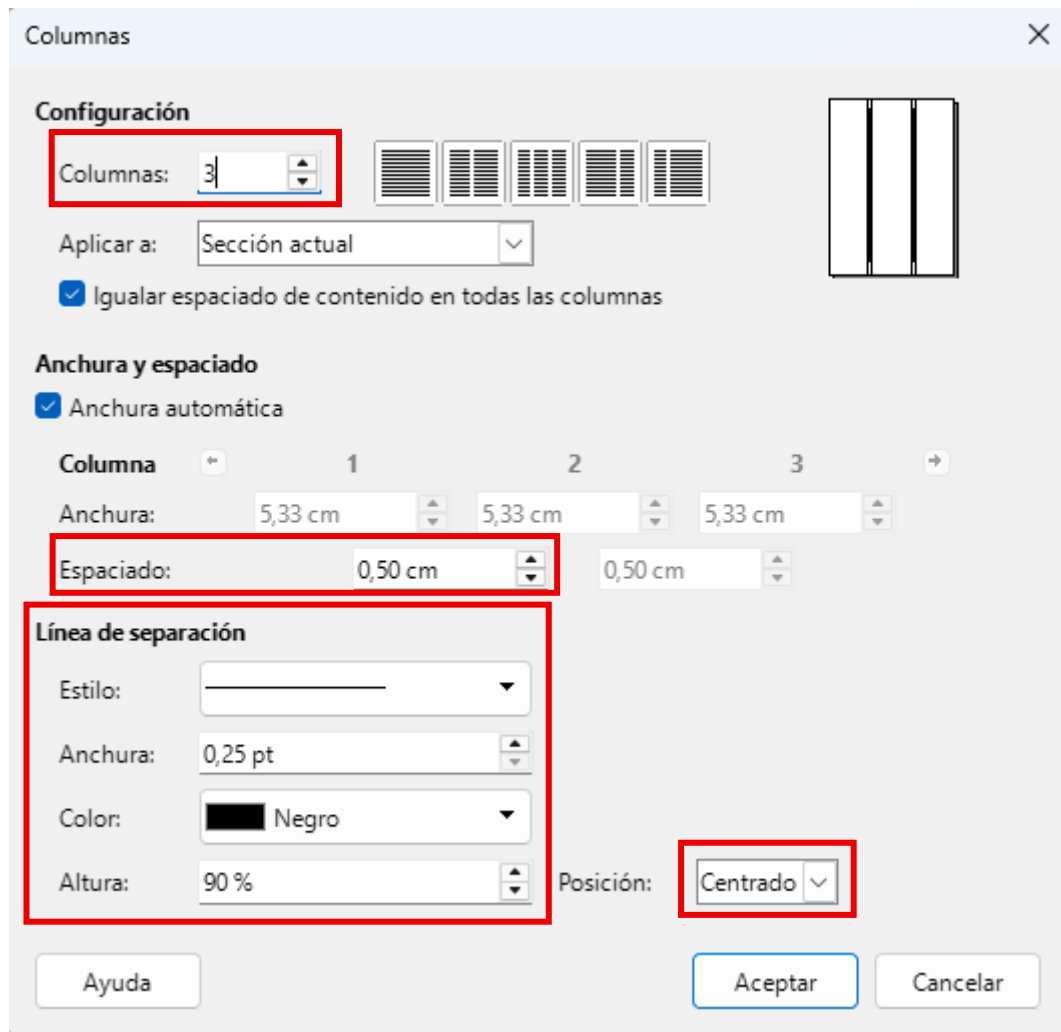 Columnas
Configuración
Columnas: 3
Aplicar a: Sección actual
Igualar espaciado de contenido en todas las columnas
Anchura y espaciado
Anchura automática
Columna 1 2 3
Anchura: 5,33 cm 5,33 cm 5,33 cm
Espaciado: 0,50 cm 0,50 cm
Línea de separación
Estilo:
Anchura: 0,25 pt
Color: Negro
Altura: 90 % Posición: Centrado
Ayuda Aceptar Cancelar